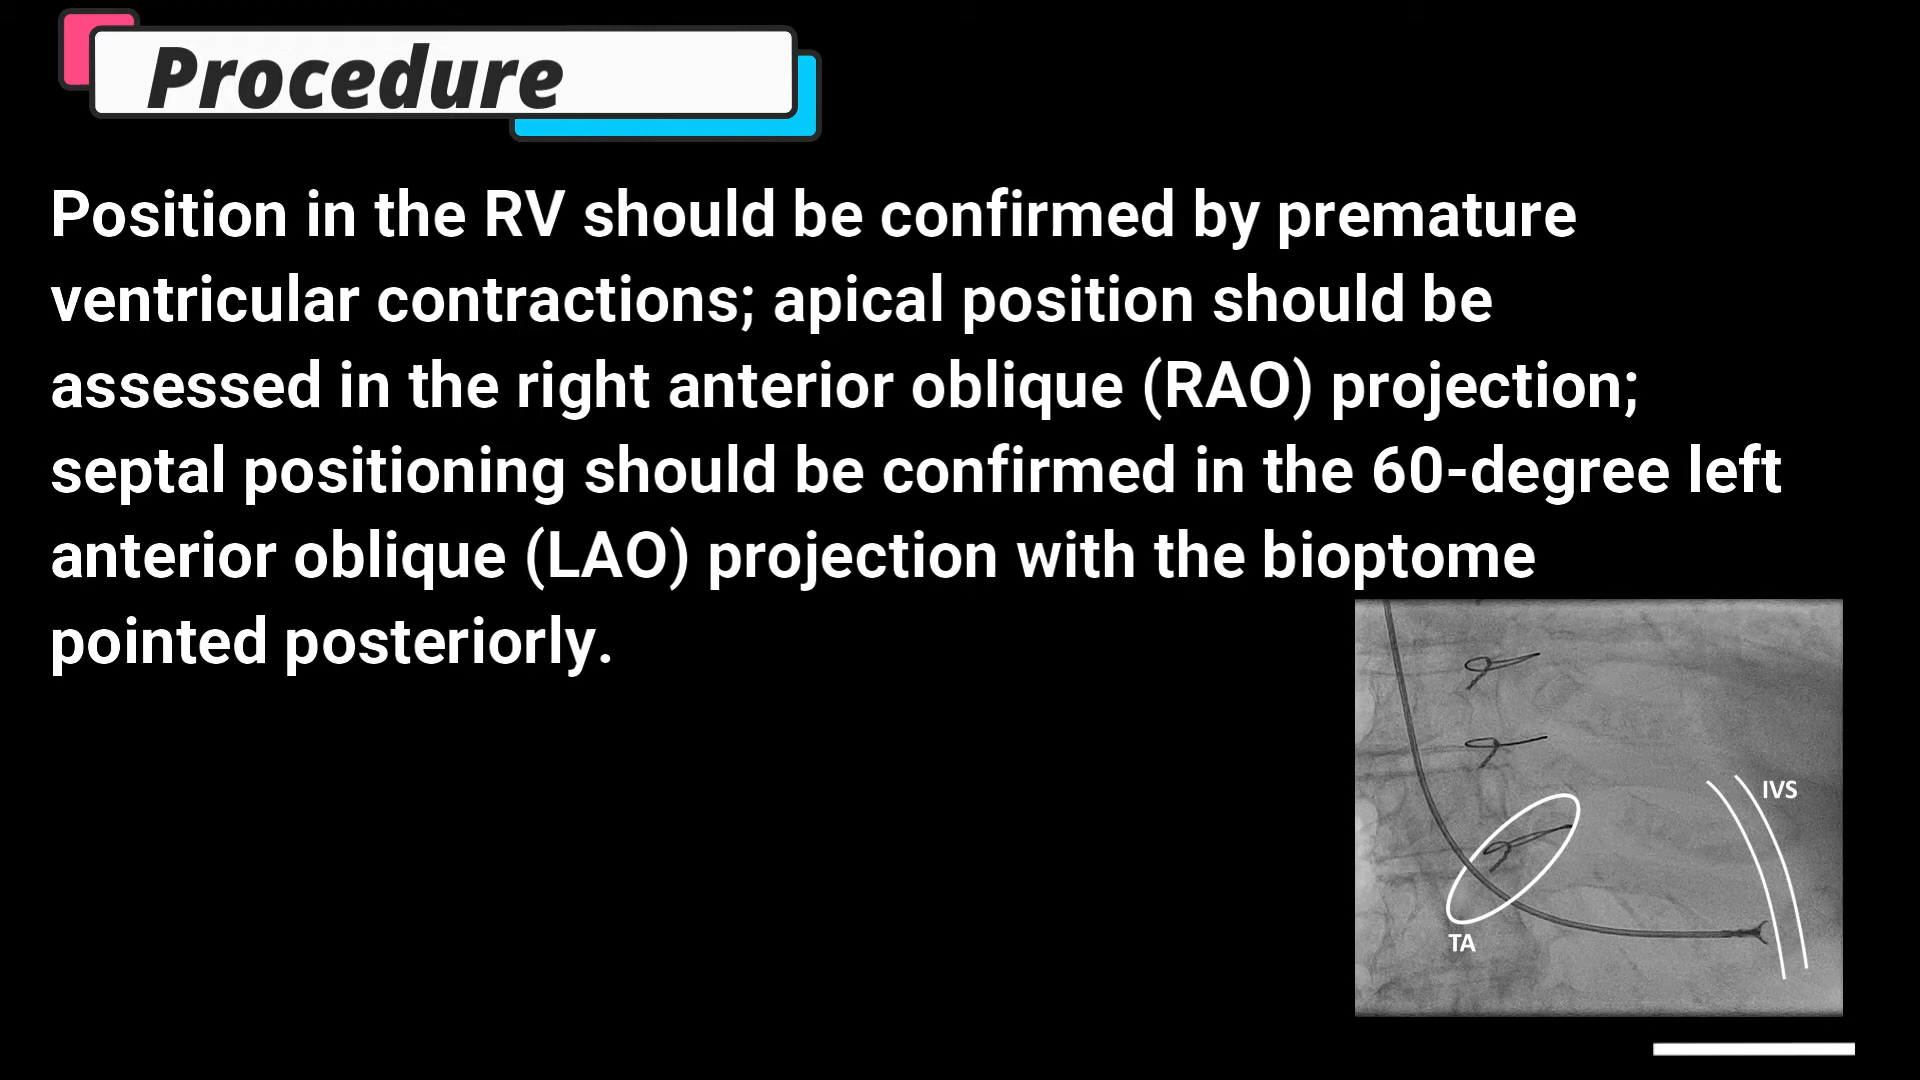 Procedure
Position in the RV should be confirmed by premature
ventricular contractions; apical position should be
assessed in the right anterior oblique (RAO) projection;
septal positioning should be confirmed in the 60-degree left
anterior oblique (LAO) projection with the bioptome
pointed posteriorly.
IVS
TA